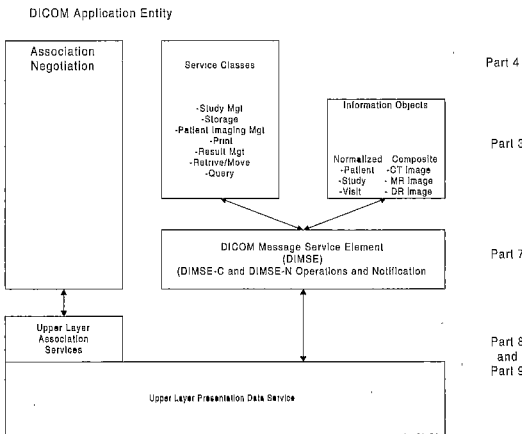 DICOM Application Entity
Association
Negotiation
Service Classes
-Study Mgt
-Storage
-Patient Imaging Mgt
-Print
-Result Mgt
-Retrive/Move
-Query
Part 4
Information Objects
Normalized Composite
-Patient -CT Image
-Study - MR Image
-Visit - DR Image
Part 3
DICOM Message Service Element
(DIMSE)
(DIMSE-C and DIMSE-N Operations and Notification
Part 7
Upper Layer
Association
Services
Part 8
and
Part 9
Upper Layer Presentation Data Service